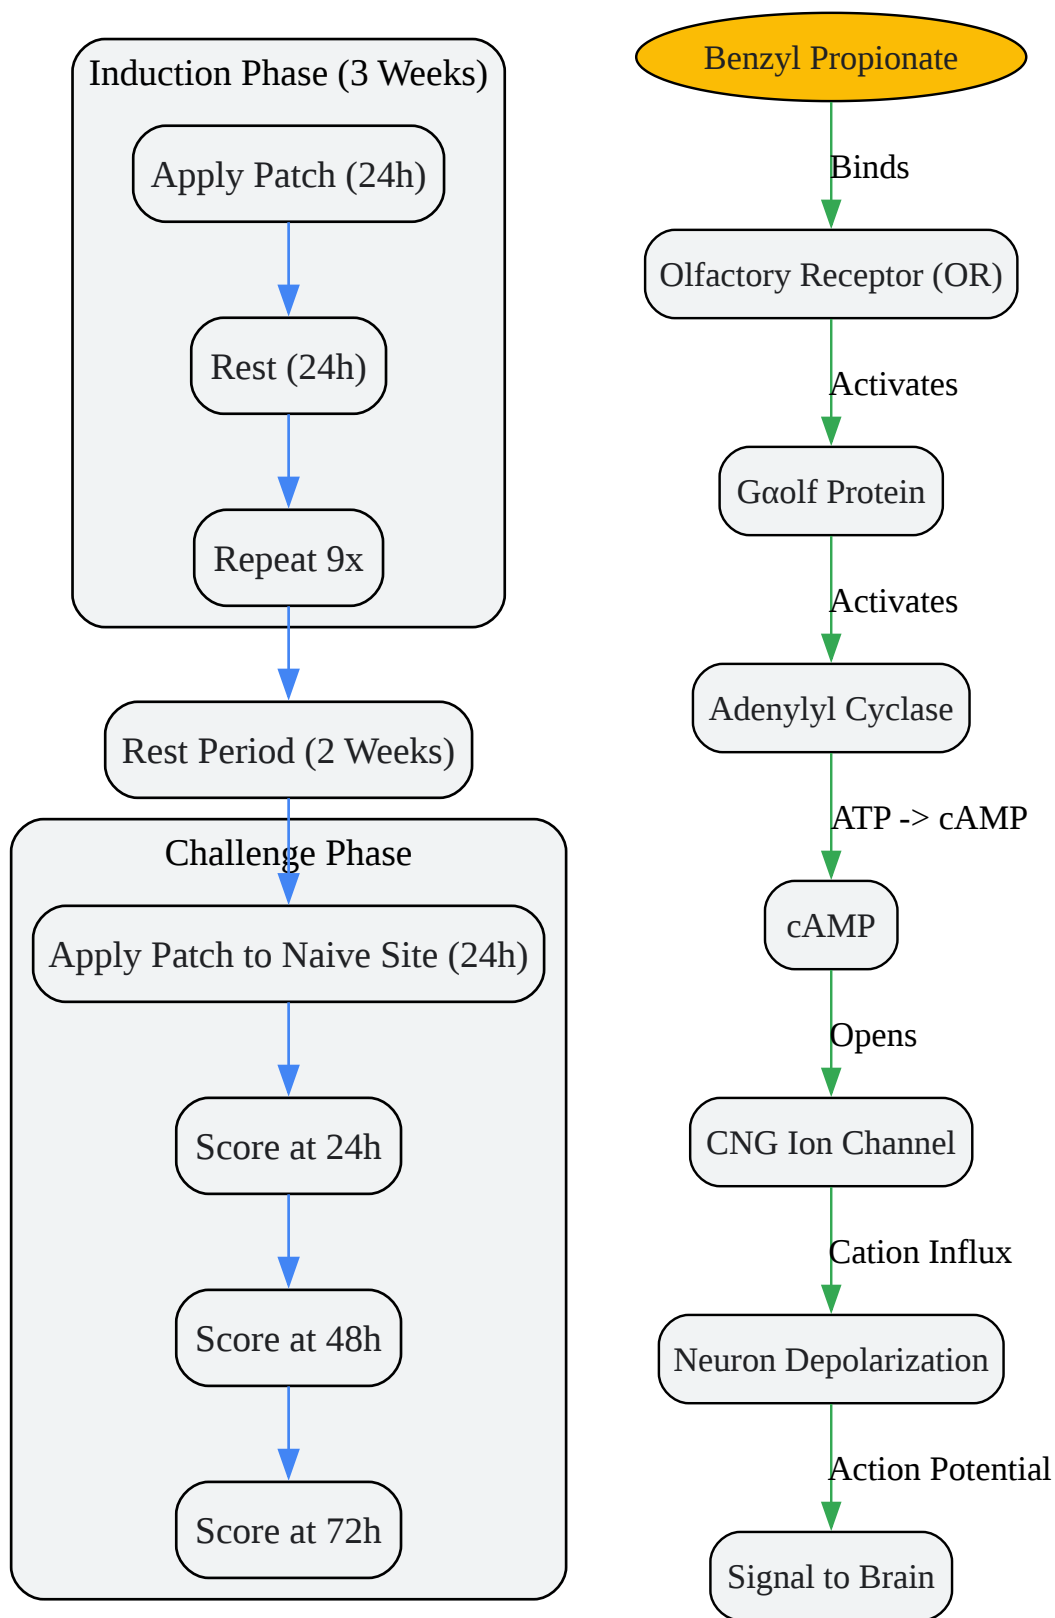 Induction Phase (3 Weeks)
Apply Patch (24h)
Rest (24h)
Repeat 9x
Rest Period (2 Weeks)
Challenge Phase
Apply Patch to Naive Site (24h)
Score at 24h
Score at 48h
Score at 72h
Benzyl Propionate
Binds
Olfactory Receptor (OR)
Activates
Gαolf Protein
Activates
Adenylyl Cyclase
ATP -> cAMP
cAMP
Opens
CNG Ion Channel
Cation Influx
Neuron Depolarization
Action Potential
Signal to Brain